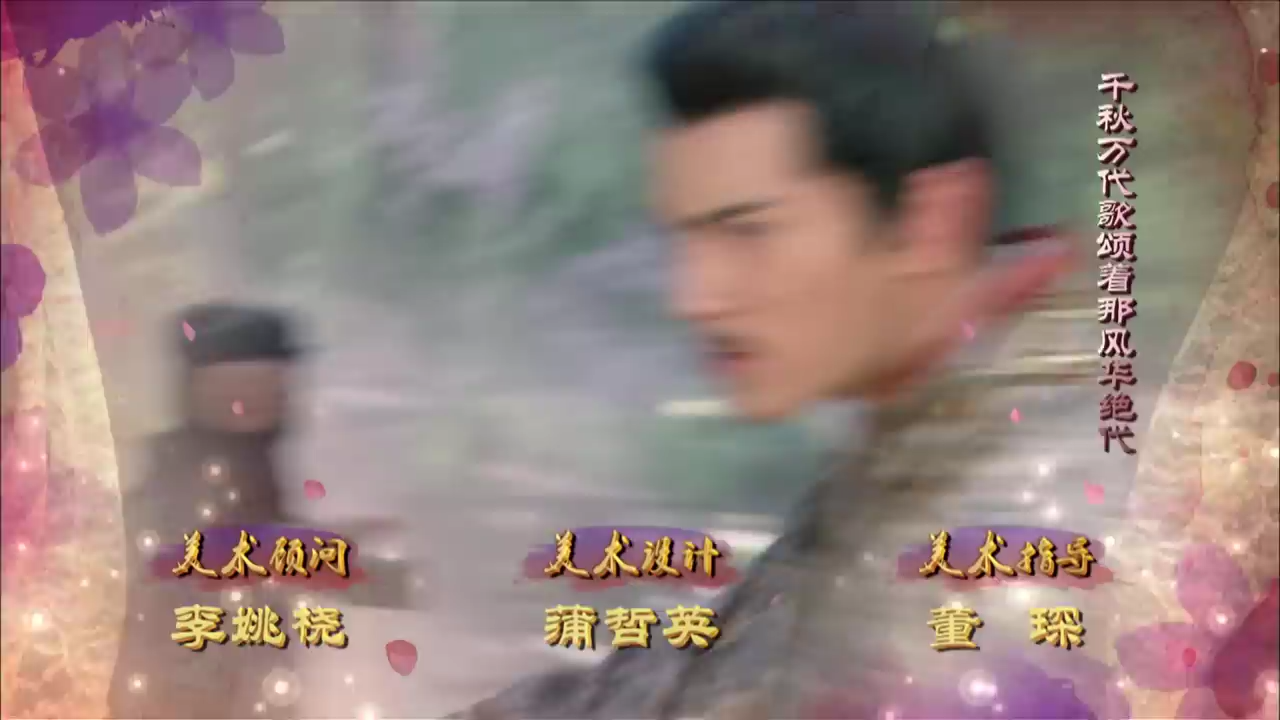 千秋万代歌颂着那风华绝代
美术顾问
李姚桡
美术设计
蒲哲英
美术指导
董 琛